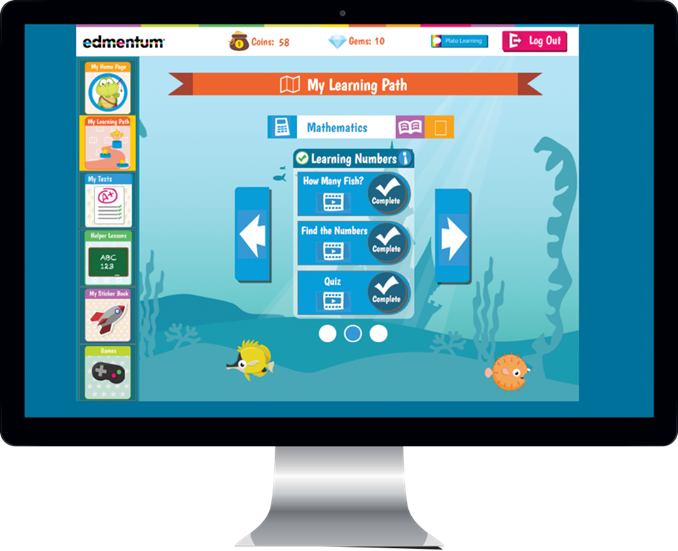 edmentum
Coins: 58
Gems: 10
Plato Learning
Log Out
My Home Page
My Learning Path
My Tests
A+
Helper Lessons
ABC
123
My Sticker Book
Games
My Learning Path
Mathematics
Learning Numbers
i
How Many Fish?
Complete
Find the Numbers
Complete
Quiz
Complete